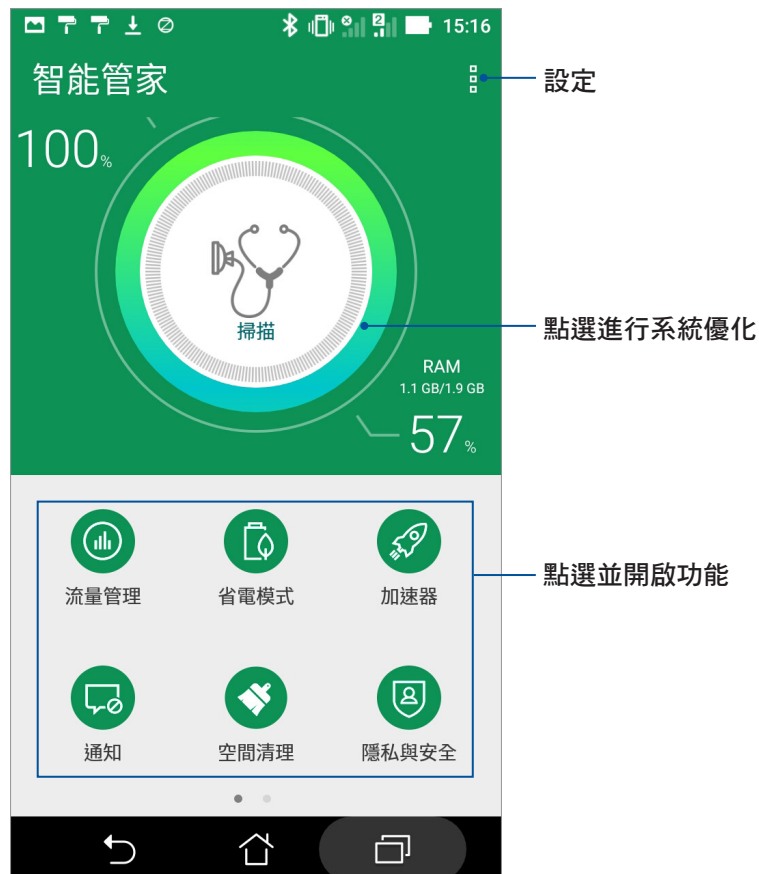 15:16
智能管家
設定
100%
掃描
點選進行系統優化
RAM
1.1 GB/1.9 GB
57%
點選並開啟功能
流量管理 省電模式 加速器
通知 空間清理 隱私與安全